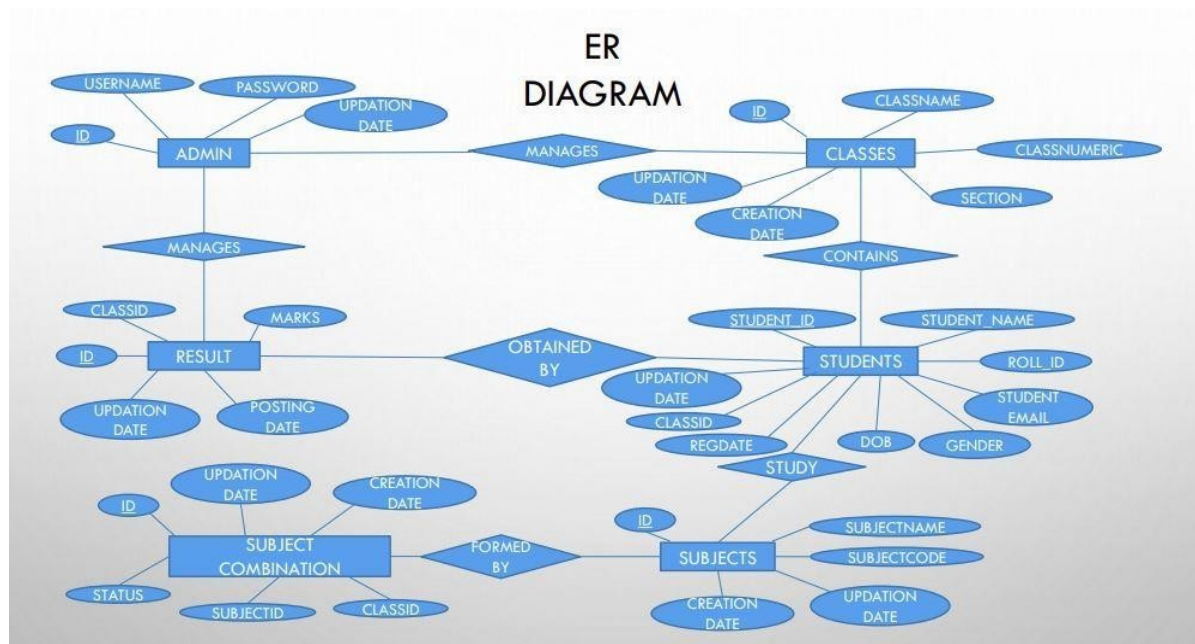 ER
DIAGRAM
USERNAME
PASSWORD
UPDATION
DATE
ID
ADMIN
MANAGES
ID
CLASSNAME
CLASSES
CLASSNUMERIC
UPDATION
DATE
SECTION
CREATION
DATE
MANAGES
CONTAINS
CLASSID
MARKS
ID
RESULT
UPDATION
DATE
POSTING
DATE
OBTAINED
BY
STUDENT_ID
STUDENT_NAME
STUDENTS
ROLL_ID
UPDATION
DATE
CLASSID
STUDENT
EMAIL
REGDATE
DOB
GENDER
STUDY
UPDATION
DATE
CREATION
DATE
ID
SUBJECT
COMBINATION
STATUS
SUBJECTID
CLASSID
FORMED
BY
ID
SUBJECTNAME
SUBJECTS
SUBJECTCODE
CREATION
DATE
UPDATION
DATE